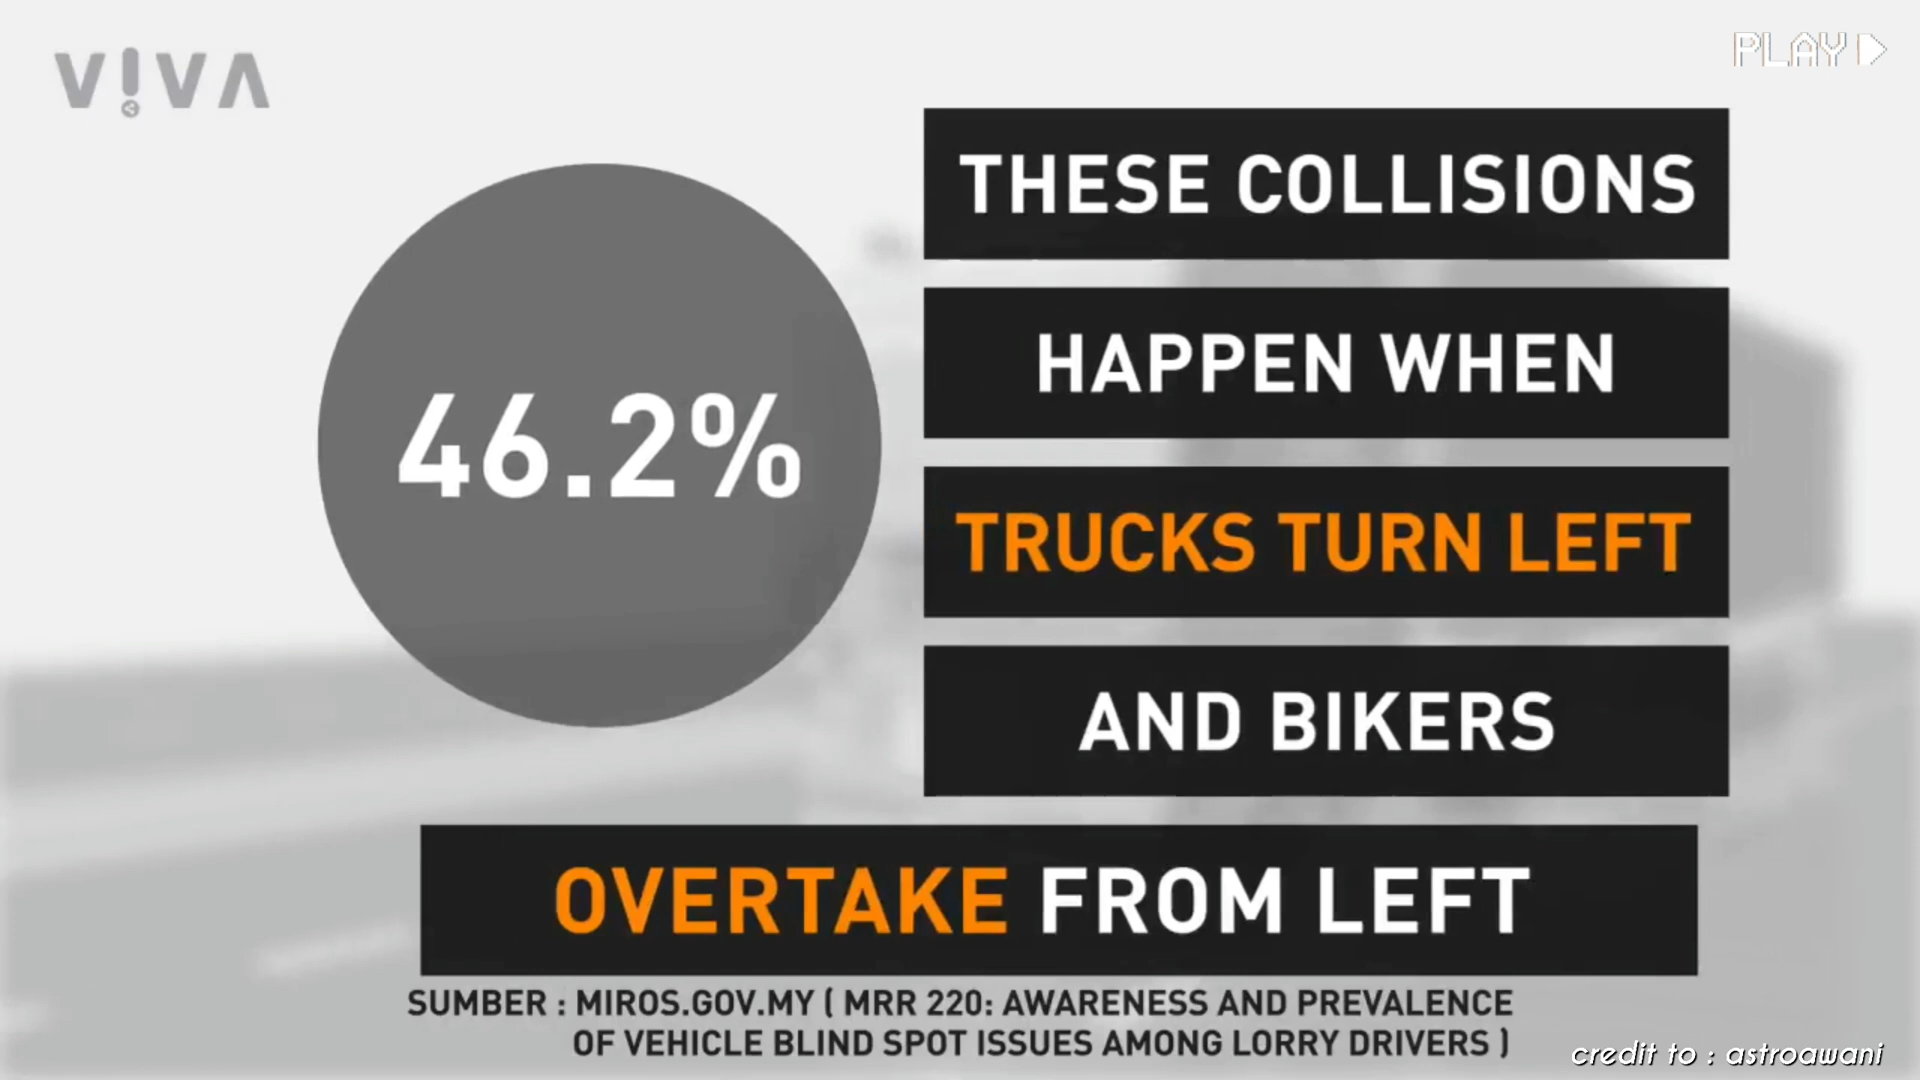 V!VA
PLAY
46.2%
THESE COLLISIONS
HAPPEN WHEN
TRUCKS TURN LEFT
AND BIKERS
OVERTAKE FROM LEFT
SUMBER : MIROS.GOV.MY ( MRR 220: AWARENESS AND PREVALENCE
OF VEHICLE BLIND SPOT ISSUES AMONG LORRY DRIVERS )
credit to : astroawani